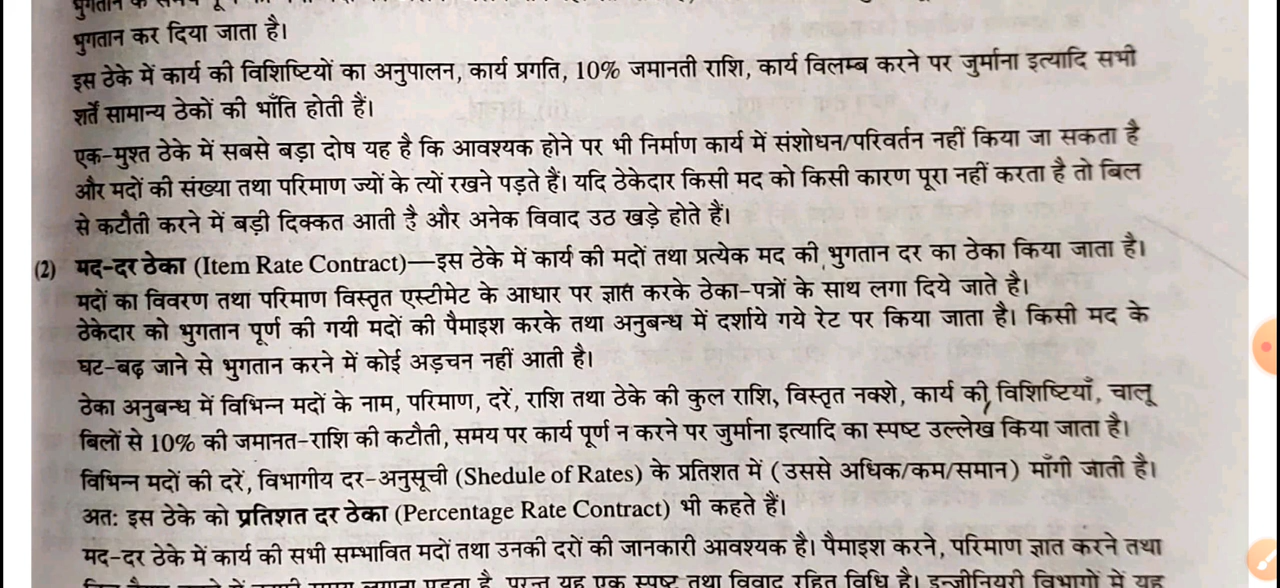 भुगतान कर दिया जाता है।
इस ठेके में कार्य की विशिष्टियों का अनुपालन, कार्य प्रगति, 10% जमानती राशि, कार्य विलम्ब करने पर जुर्माना इत्यादि सभी
शर्तें सामान्य ठेकों की भाँति होती हैं।
एक-मुश्त ठेके में सबसे बड़ा दोष यह है कि आवश्यक होने पर भी निर्माण कार्य में संशोधन/परिवर्तन नहीं किया जा सकता है
और मदों की संख्या तथा परिमाण ज्यों के त्यों रखने पड़ते हैं। यदि ठेकेदार किसी मद को किसी कारण पूरा नहीं करता है तो बिल
से कटौती करने में बड़ी दिक्कत आती है और अनेक विवाद उठ खड़े होते हैं।
(2) मद-दर ठेका (Item Rate Contract)—इस ठेके में कार्य की मदों तथा प्रत्येक मद की भुगतान दर का ठेका किया जाता है।
मदों का विवरण तथा परिमाण विस्तृत एस्टीमेट के आधार पर ज्ञात करके ठेका-पत्रों के साथ लगा दिये जाते है।
ठेकेदार को भुगतान पूर्ण की गयी मदों की पैमाइश करके तथा अनुबन्ध में दर्शाये गये रेट पर किया जाता है। किसी मद के
घट-बढ़ जाने से भुगतान करने में कोई अड़चन नहीं आती है।
ठेका अनुबन्ध में विभिन्न मदों के नाम, परिमाण, दरें, राशि तथा ठेके की कुल राशि, विस्तृत नक्शे, कार्य की विशिष्टियाँ, चालू
बिलों से 10% की जमानत-राशि की कटौती, समय पर कार्य पूर्ण न करने पर जुर्माना इत्यादि का स्पष्ट उल्लेख किया जाता है।
विभिन्न मदों की दरें, विभागीय दर-अनुसूची (Shedule of Rates) के प्रतिशत में (उससे अधिक/कम/समान) माँगी जाती है।
अत: इस ठेके को प्रतिशत दर ठेका (Percentage Rate Contract) भी कहते हैं।
मद-दर ठेके में कार्य की सभी सम्भावित मदों तथा उनकी दरों की जानकारी आवश्यक है। पैमाइश करने, परिमाण ज्ञात करने तथा
लगाना पड़ता है, परन्तु यह एक स्पष्ट तथा विवाद रहित विधि है। इन्जीनियरी विभागों में यह